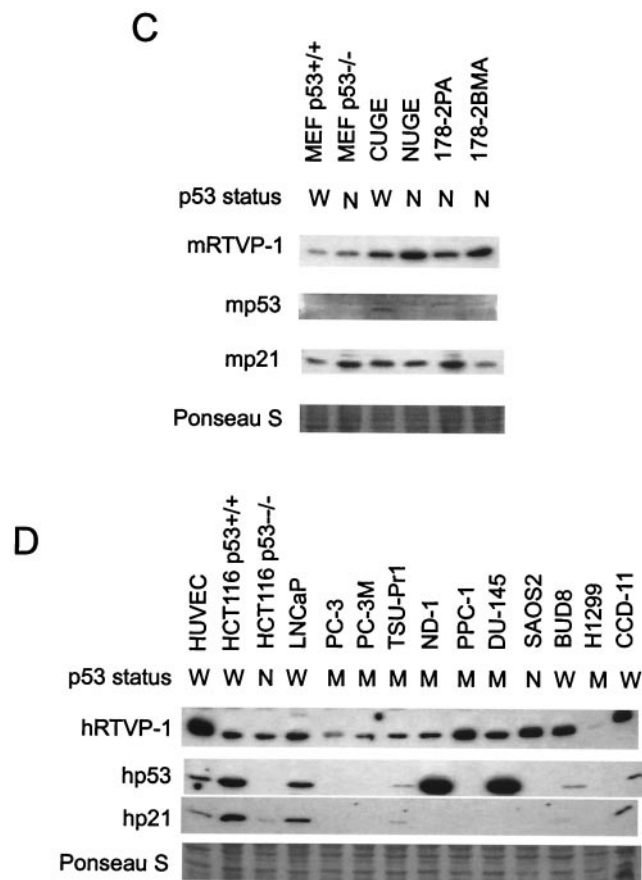 C
MEF p53+/+
MEF p53-/-
CUGE
NUGE
178-2PA
178-2BMA
p53 status W N W N N N
mRTVP-1
mp53
mp21
Ponseau S
D
HUVEC
HCT116 p53+/+
HCT116 p53–/-
LNCaP
PC-3
PC-3M
TSU-Pr1
ND-1
PPC-1
DU-145
SAOS2
BUD8
H1299
CCD-11
p53 status W W N W M M M M M M N W M W
hRTVP-1
hp53
hp21
Ponseau S